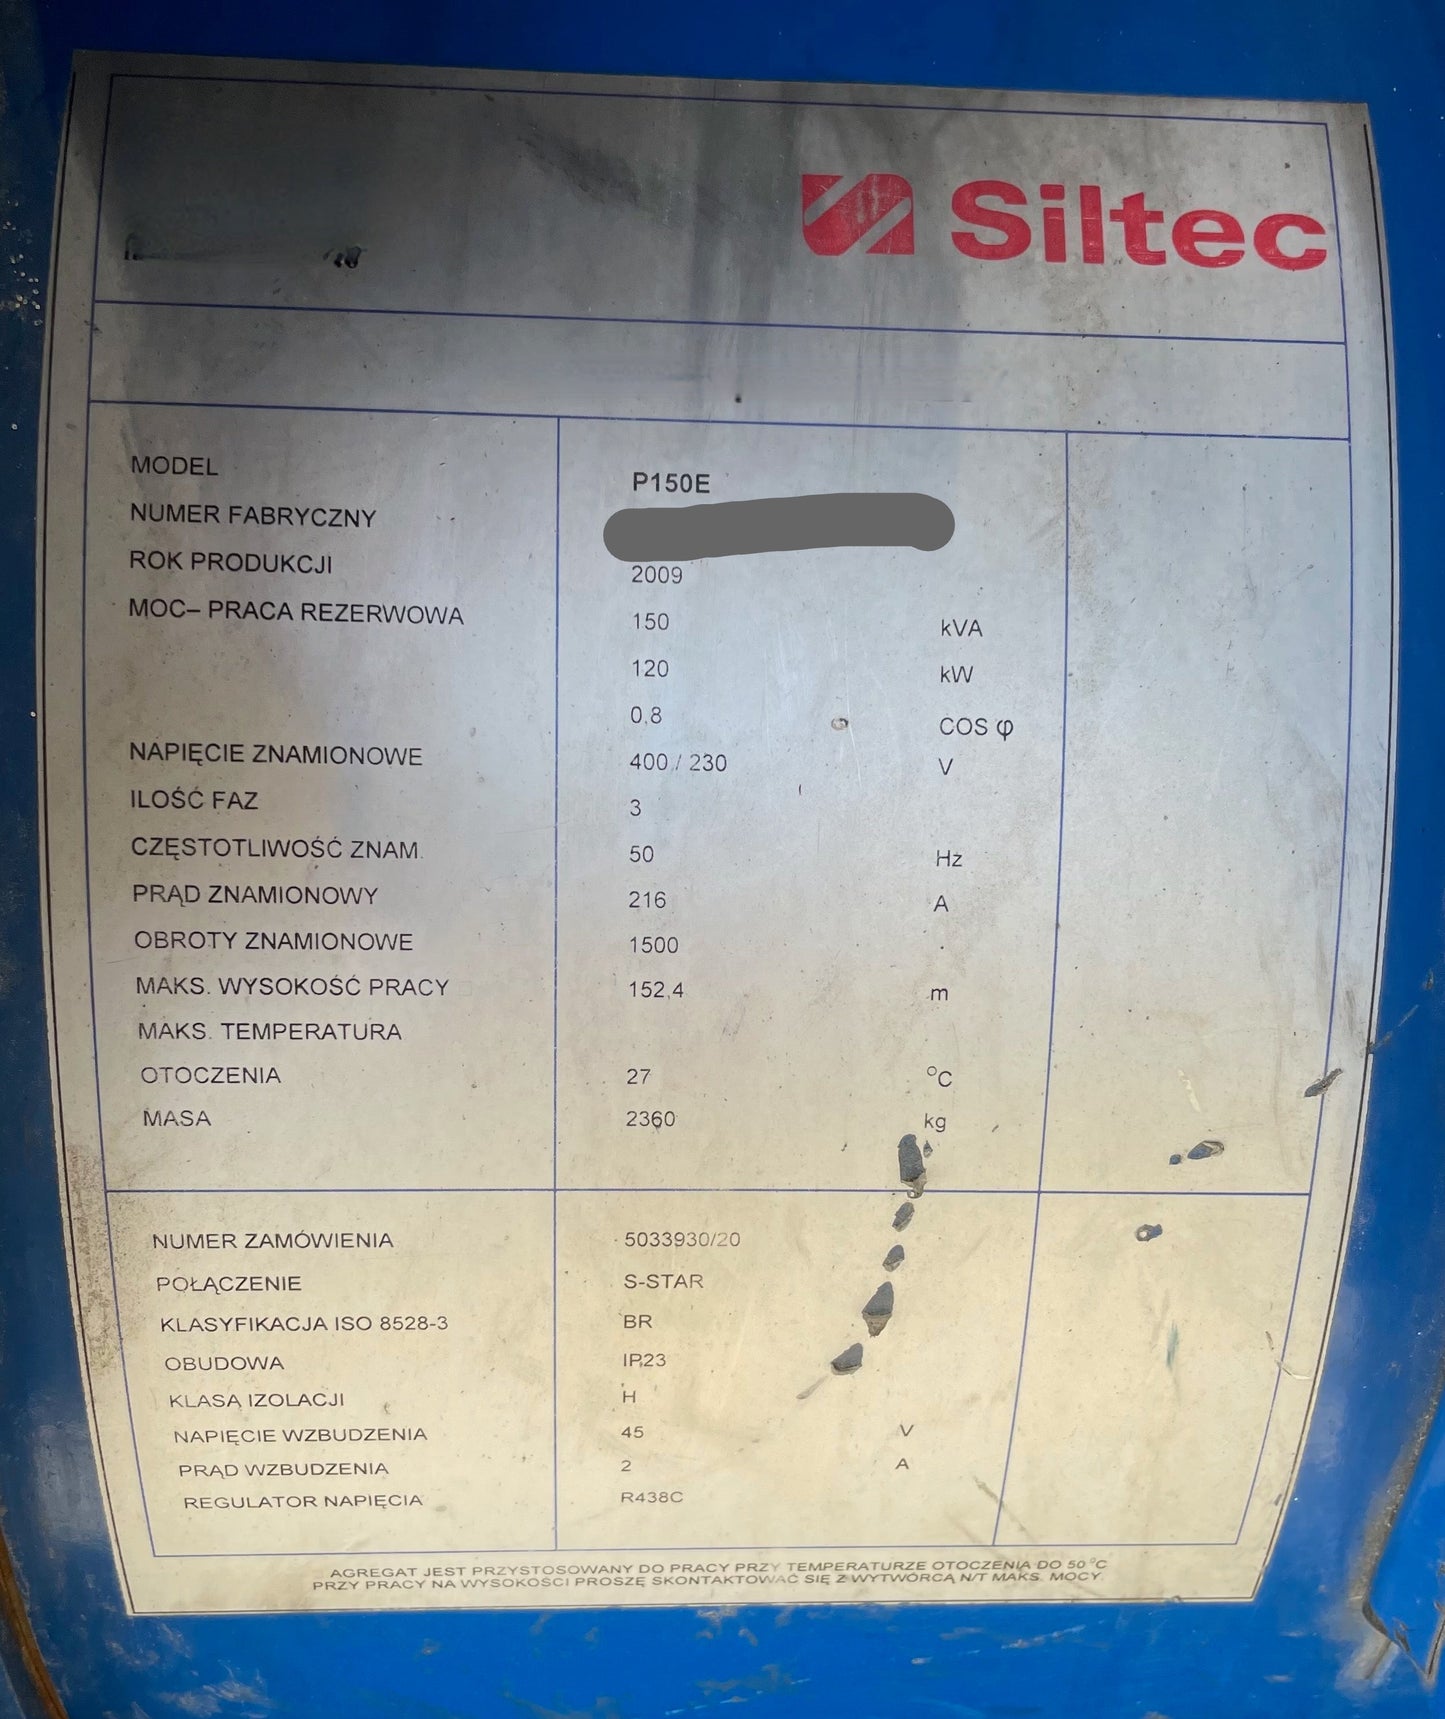 Siltec
MODEL P150E
NUMER FABRYCZNY
ROK PRODUKCJI 2009
MOC– PRACA REZERWOWA 150 kVA
120 kW
0,8 COS φ
NAPIĘCIE ZNAMIONOWE 400 / 230 V
ILOŚĆ FAZ 3
CZĘSTOTLIWOŚĆ ZNAM. 50 Hz
PRĄD ZNAMIONOWY 216 A
OBROTY ZNAMIONOWE 1500
MAKS. WYSOKOŚĆ PRACY 152,4 m
MAKS. TEMPERATURA
OTOCZENIA 27 °C
MASA 2360 kg
NUMER ZAMÓWIENIA 5033930/20
POŁĄCZENIE S-STAR
KLASYFIKACJA ISO 8528-3 BR
OBUDOWA IP23
KLASA IZOLACJI H
NAPIĘCIE WZBUDZENIA 45 V
PRĄD WZBUDZENIA 2 A
REGULATOR NAPIĘCIA R438C
AGREGAT JEST PRZYSTOSOWANY DO PRACY PRZY TEMPERATURZE OTOCZENIA DO 50 °C
PRZY PRACY NA WYSOKOŚCI PROSZĘ SKONTAKTOWAĆ SIĘ Z WYTWÓRCĄ N/T MAKS. MOCY.